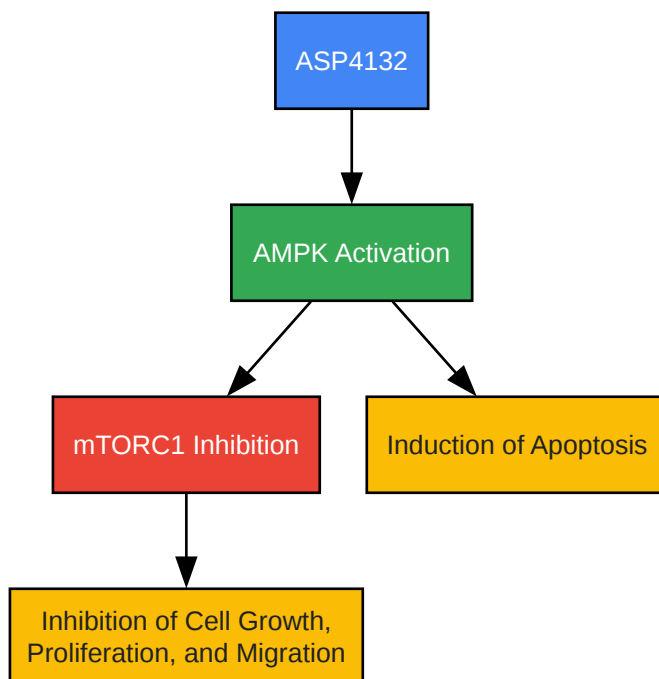 ASP4132
AMPK Activation
mTORC1 Inhibition
Induction of Apoptosis
Inhibition of Cell Growth,
Proliferation, and Migration